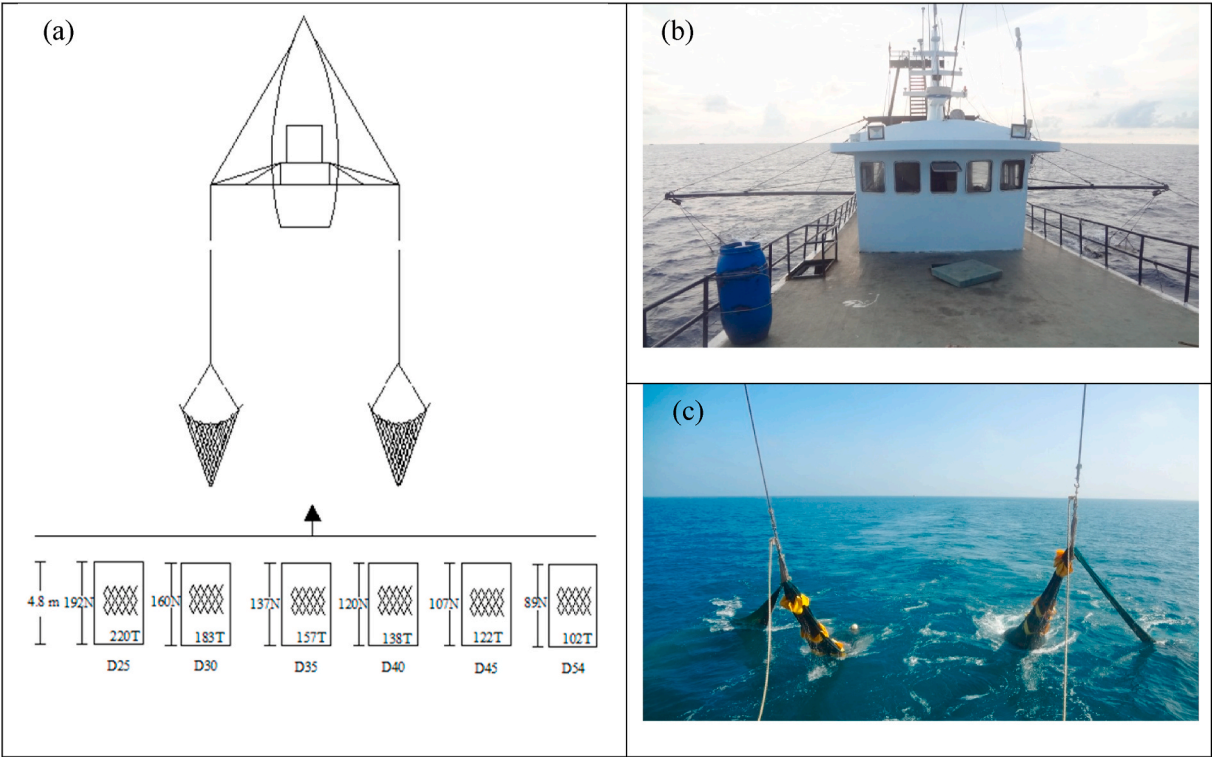 (a)
(b)
(c)
4.8 m 192N 160N 137N 120N 107N 89N
220T 183T 157T 138T 122T 102T
D25 D30 D35 D40 D45 D54